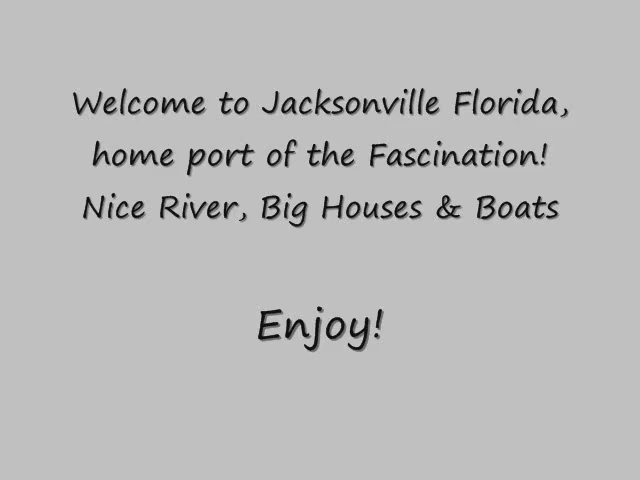 Welcome to Jacksonville Florida,
home port of the Fascination!
Nice River, Big Houses & Boats
Enjoy!